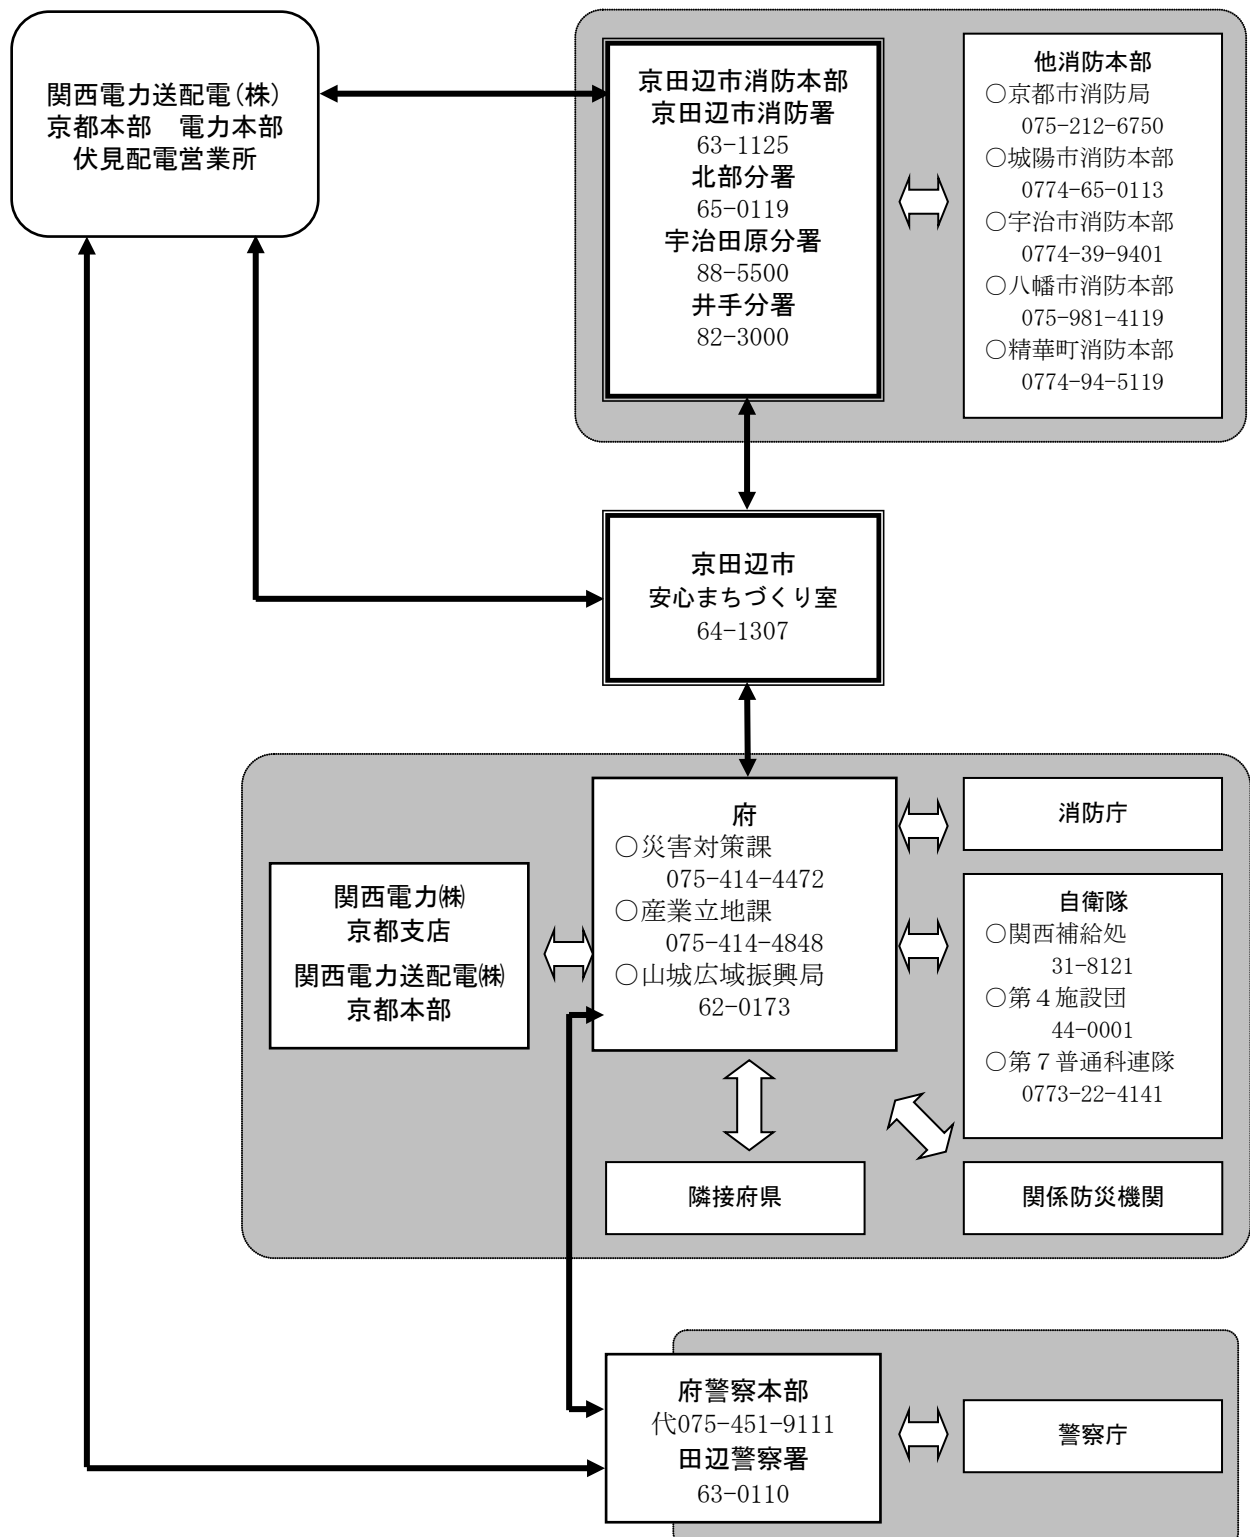 関西電力送配電(株)
京都本部　電力本部
伏見配電営業所
京田辺市消防本部
京田辺市消防署
63-1125
北部分署
65-0119
宇治田原分署
88-5500
井手分署
82-3000
他消防本部
○京都市消防局
075-212-6750
○城陽市消防本部
0774-65-0113
○宇治市消防本部
0774-39-9401
○八幡市消防本部
075-981-4119
○精華町消防本部
0774-94-5119
京田辺市
安心まちづくり室
64-1307
府
○災害対策課
075-414-4472
○産業立地課
075-414-4848
○山城広域振興局
62-0173
関西電力㈱
京都支店
関西電力送配電㈱
京都本部
消防庁
自衛隊
○関西補給処
31-8121
○第４施設団
44-0001
○第７普通科連隊
0773-22-4141
隣接府県
関係防災機関
府警察本部
代075-451-9111
田辺警察署
63-0110
警察庁